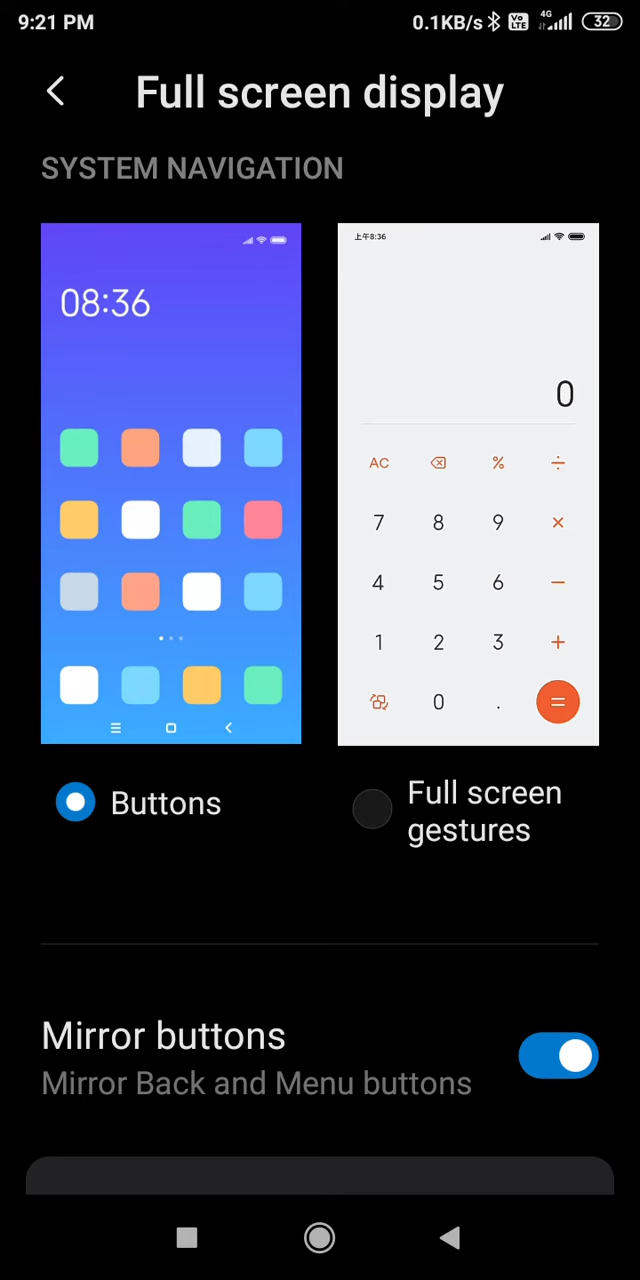 9:21 PM 0.1KB/s Vo LTE 4G 32
Full screen display
SYSTEM NAVIGATION
08:36
上午8:36
0
AC % ÷
7 8 9 ×
4 5 6 −
1 2 3 +
0 . =
Buttons
Full screen
gestures
Mirror buttons
Mirror Back and Menu buttons